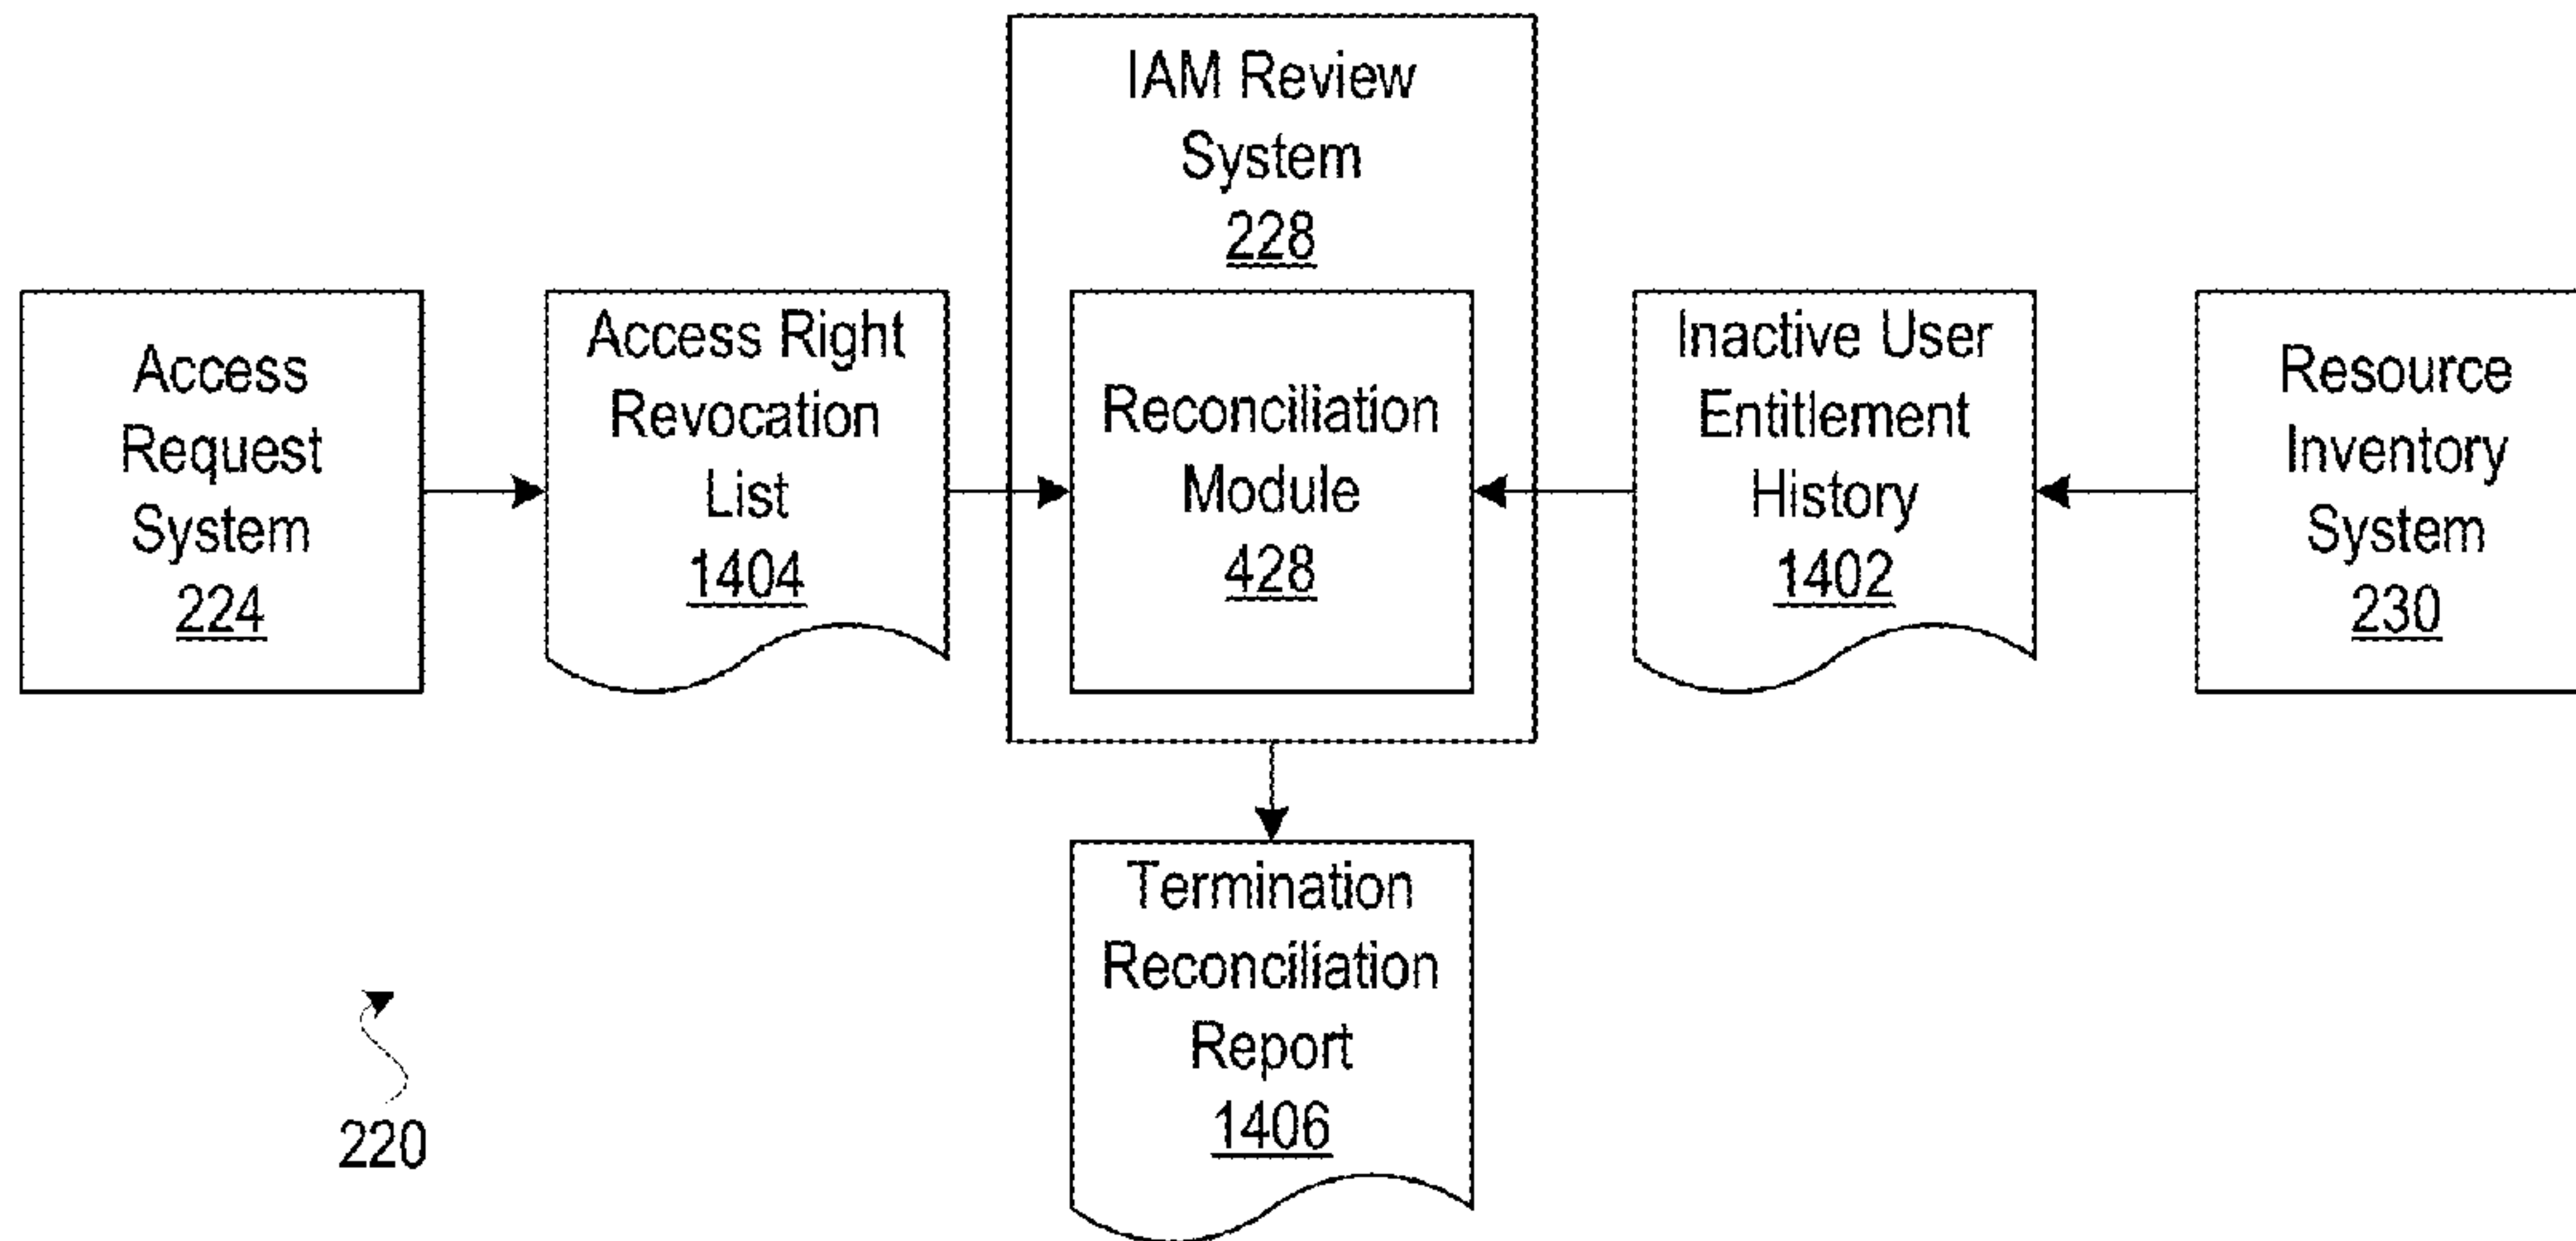 IAM Review
System
228
Access
Request
System
224
Access Right
Revocation
List
1404
Reconciliation
Module
428
Inactive User
Entitlement
History
1402
Resource
Inventory
System
230
Termination
Reconciliation
Report
1406
220